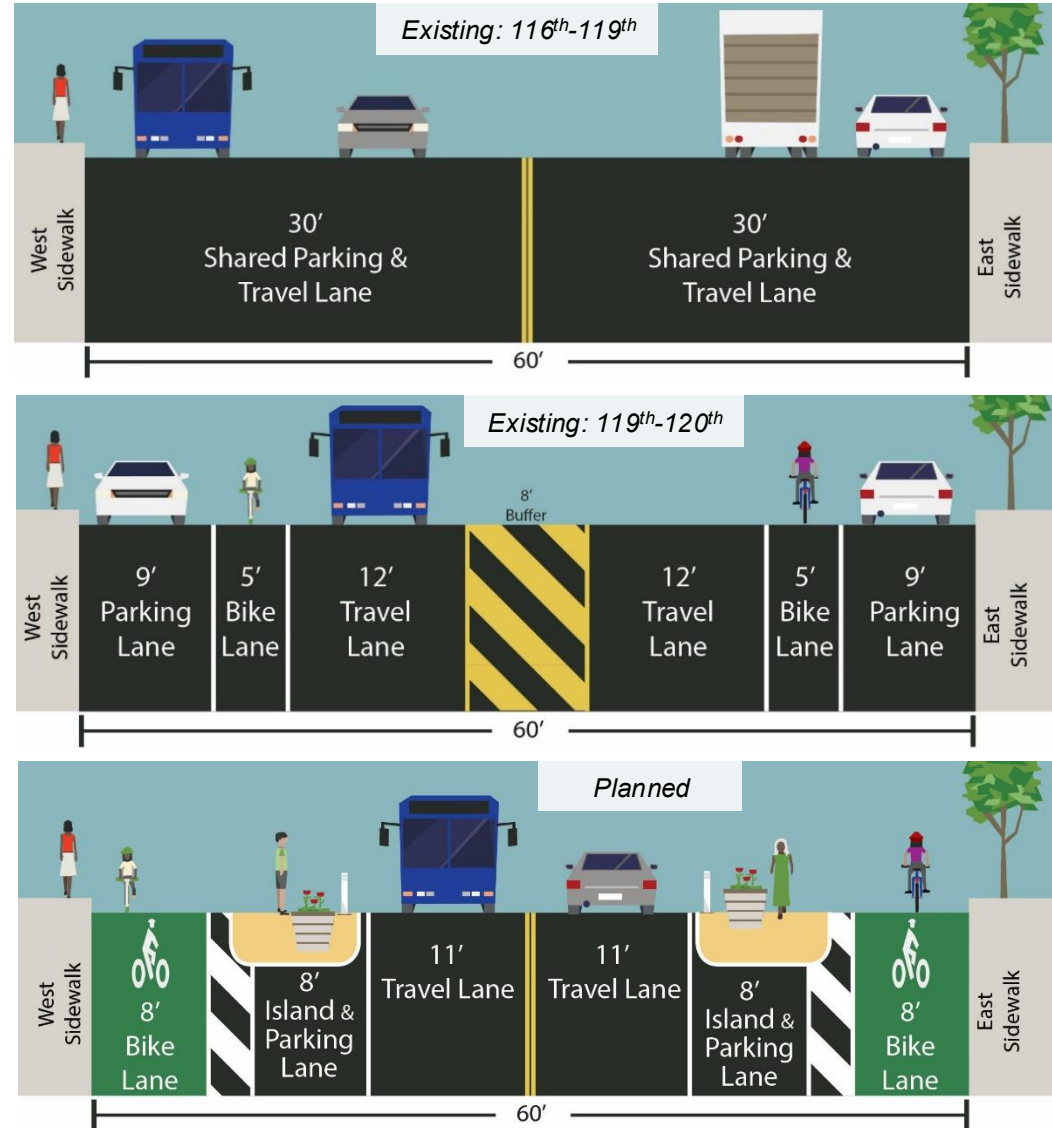 Existing: 116th-119th
West
Sidewalk
30’
Shared Parking &
Travel Lane
30’
Shared Parking &
Travel Lane
East
Sidewalk
60’
Existing: 119th-120th
8’
Buffer
West
Sidewalk
9’
Parking
Lane
5’
Bike
Lane
12’
Travel
Lane
12’
Travel
Lane
5’
Bike
Lane
9’
Parking
Lane
East
Sidewalk
60’
Planned
West
Sidewalk
8’
Bike
Lane
8’
Island &
Parking
Lane
11’
Travel Lane
11’
Travel Lane
8’
Island &
Parking
Lane
8’
Bike
Lane
East
Sidewalk
60’